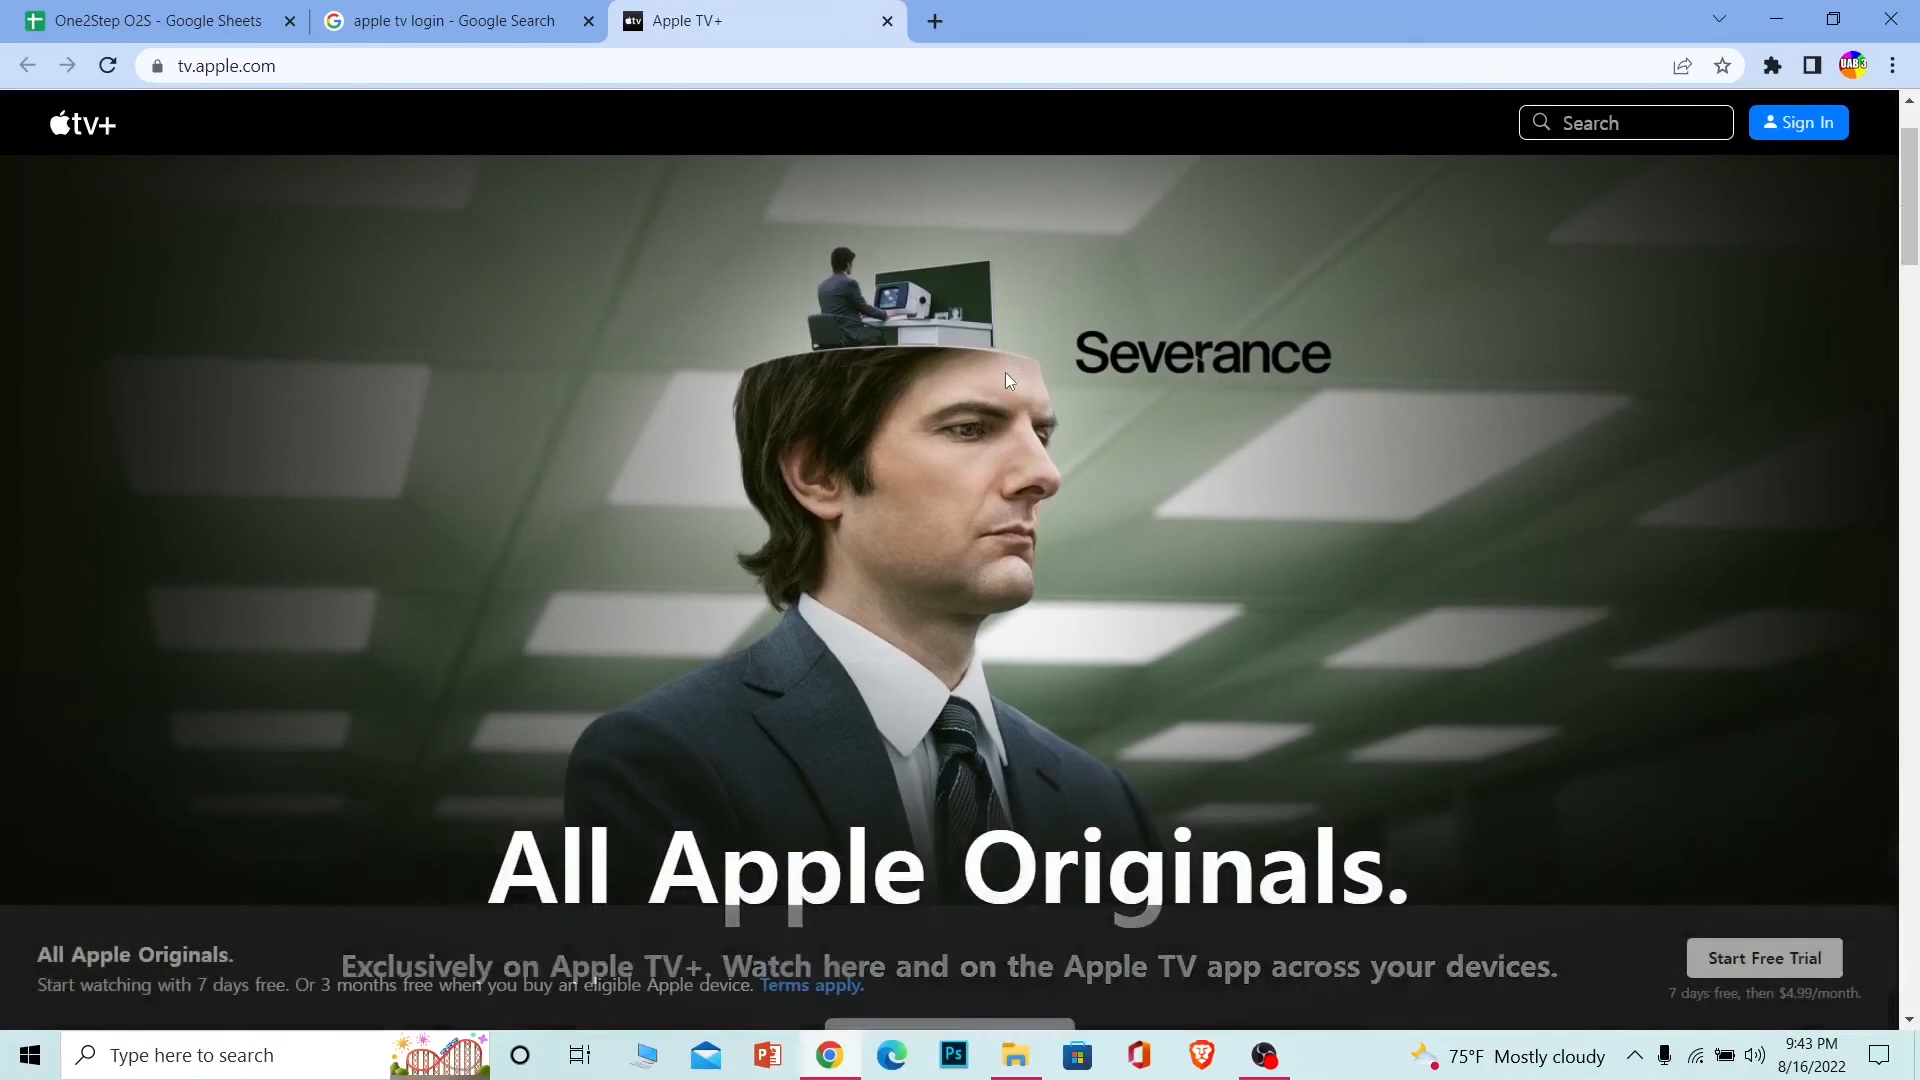 One2Step O2S - Google Sheets
apple tv login - Google Search
Apple TV+
tv.apple.com
UAB 3
tv+
Search
Sign In
Severance
All Apple Originals.
Exclusively on Apple TV+. Watch here and on the Apple TV app across your devices.
All Apple Originals.
Start watching with 7 days free. Or 3 months free when you buy an eligible Apple device. Terms apply.
Start Free Trial
7 days free, then $4.99/month.
Type here to search
Ps
75°F Mostly cloudy
9:43 PM
8/16/2022